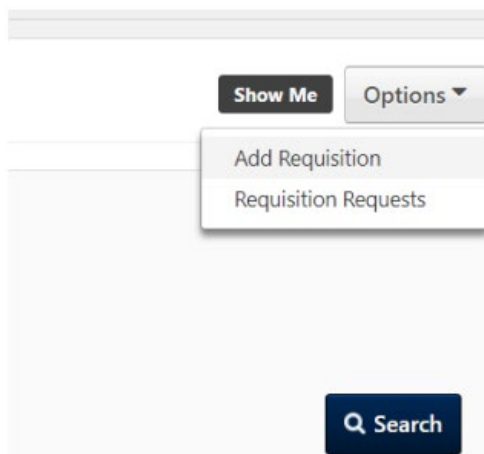 Show Me Options
Add Requisition
Requisition Requests
Search